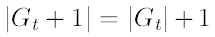 |G_t + 1| = |G_t| + 1